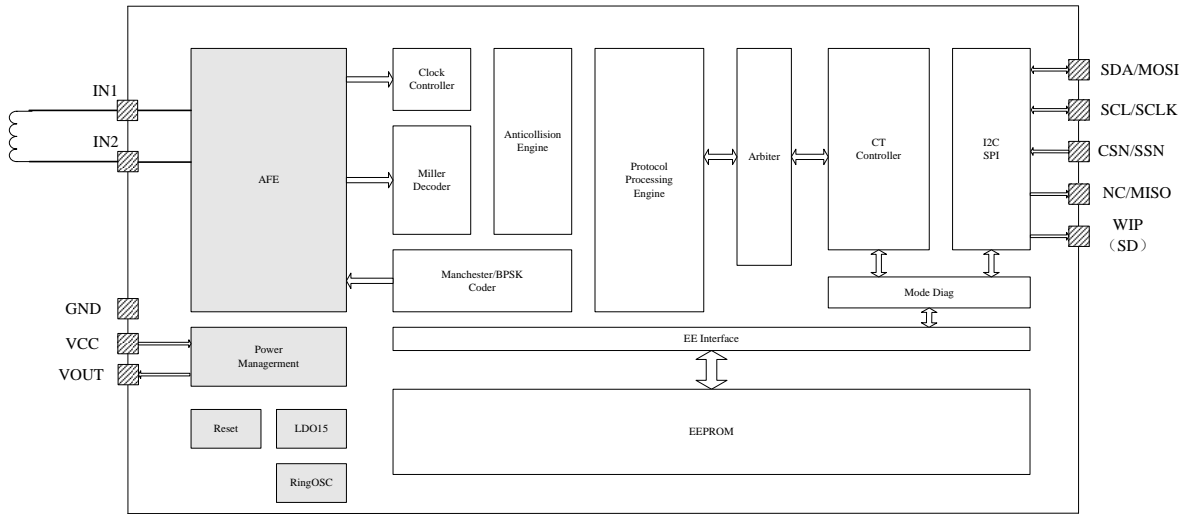 IN1
IN2
GND
VCC
VOUT
AFE
Power
Managerment
Reset
LDO15
RingOSC
Clock
Controller
Miller
Decoder
Manchester/BPSK
Coder
Anticollision
Engine
Protocol
Processing
Engine
Arbiter
CT
Controller
I2C
SPI
Mode Diag
EE Interface
EEPROM
SDA/MOSI
SCL/SCLK
CSN/SSN
NC/MISO
WIP
（SD）